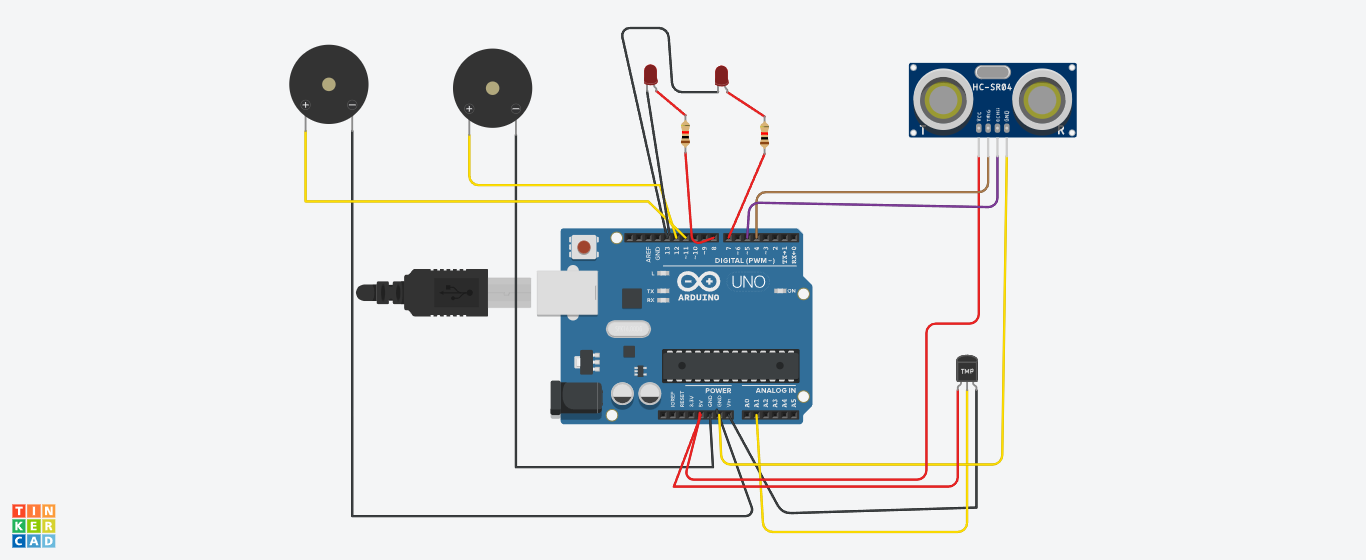 HC-SR04
VCC
TRIG
ECHO
GND
T
R
+
−
+
−
AREF
GND
13
12
~11
~10
~9
8
7
~6
~5
4
~3
2
TX→1
RX←0
DIGITAL (PWM~)
L
TX
RX
ARDUINO
UNO
ON
TMP
POWER
ANALOG IN
IOREF
RESET
3.3V
5V
GND
GND
Vin
A0
A1
A2
A3
A4
A5
TIN
KER
CAD